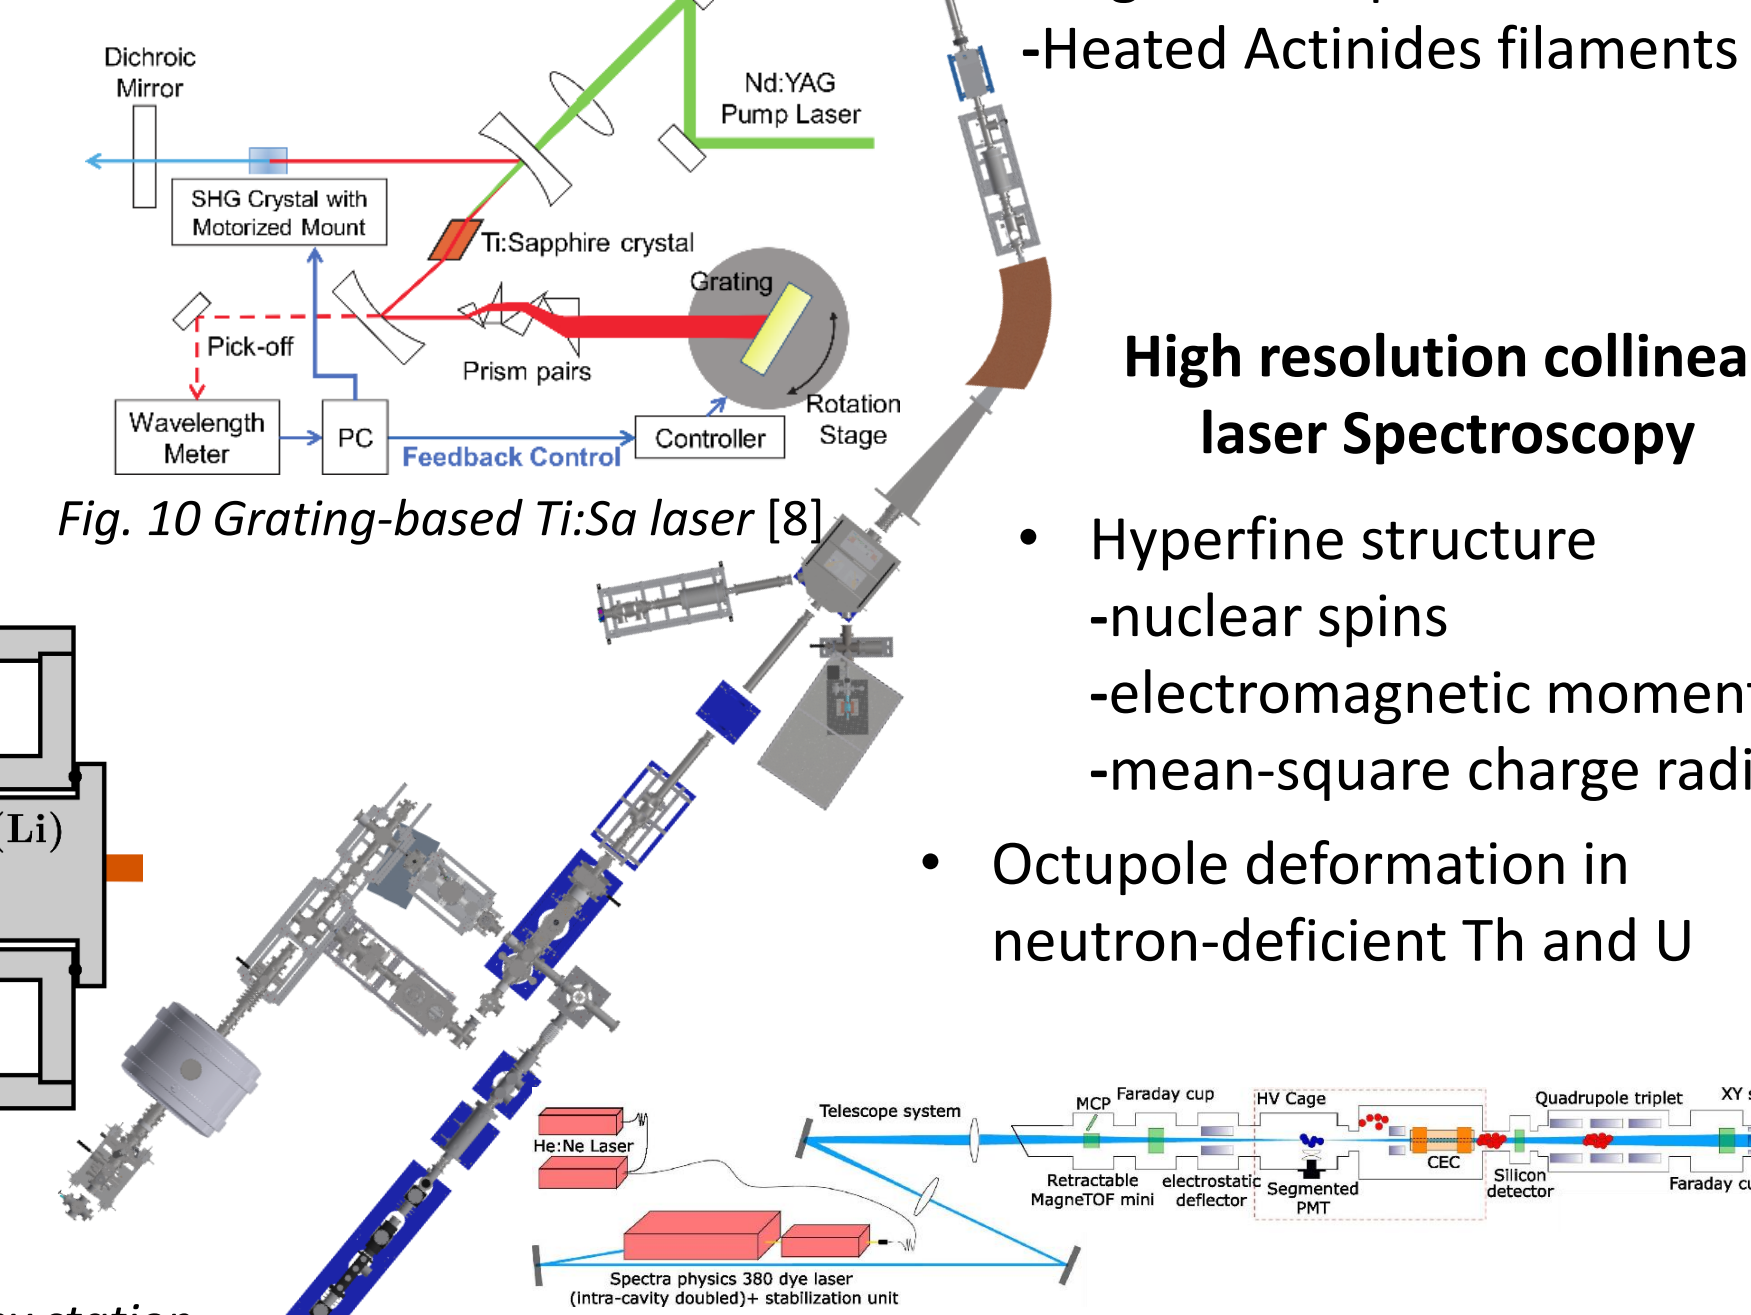 -Heated Actinides filaments
Dichroic
Mirror
Nd:YAG
Pump Laser
SHG Crystal with
Motorized Mount
Ti:Sapphire crystal
Grating
Pick-off
Prism pairs
Rotation
Stage
Wavelength
Meter
PC
Feedback Control
Controller
Fig. 10 Grating-based Ti:Sa laser [8]
High resolution collinea
laser Spectroscopy
• Hyperfine structure
-nuclear spins
-electromagnetic moment
-mean-square charge radi
• Octupole deformation in
neutron-deficient Th and U
(Li)
He:Ne Laser
Telescope system
MCP
Faraday cup
HV Cage
Quadrupole triplet
XY s
Retractable
MagneTOF mini
electrostatic
deflector
Segmented
PMT
CEC
Silicon
detector
Faraday cu
Spectra physics 380 dye laser
(intra-cavity doubled)+ stabilization unit
station